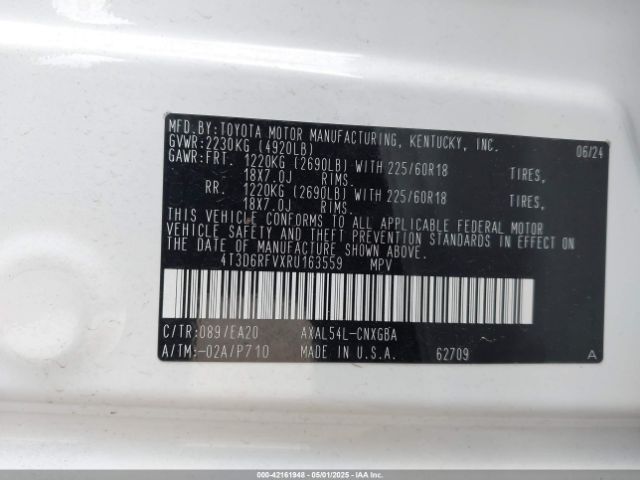 MFD.BY:TOYOTA MOTOR MANUFACTURING, KENTUCKY, INC.
GVWR:2230KG (4920LB) 06/24
GAWR:FRT. 1220KG (2690LB) WITH 225/60R18 TIRES,
18X7.0J RIMS.
RR. 1220KG (2690LB) WITH 225/60R18 TIRES,
18X7.0J RIMS.
THIS VEHICLE CONFORMS TO ALL APPLICABLE FEDERAL MOTOR
VEHICLE SAFETY AND THEFT PREVENTION STANDARDS IN EFFECT ON
THE DATE OF MANUFACTURE SHOWN ABOVE.
4T3D6RFVXRU163559 MPV
C/TR:089/EA20 AXAL54L-CNXGBA
A/TM:-02A/P710 MADE IN U.S.A. 62709 A
000-42161948 - 05/01/2025 - IAA Inc.